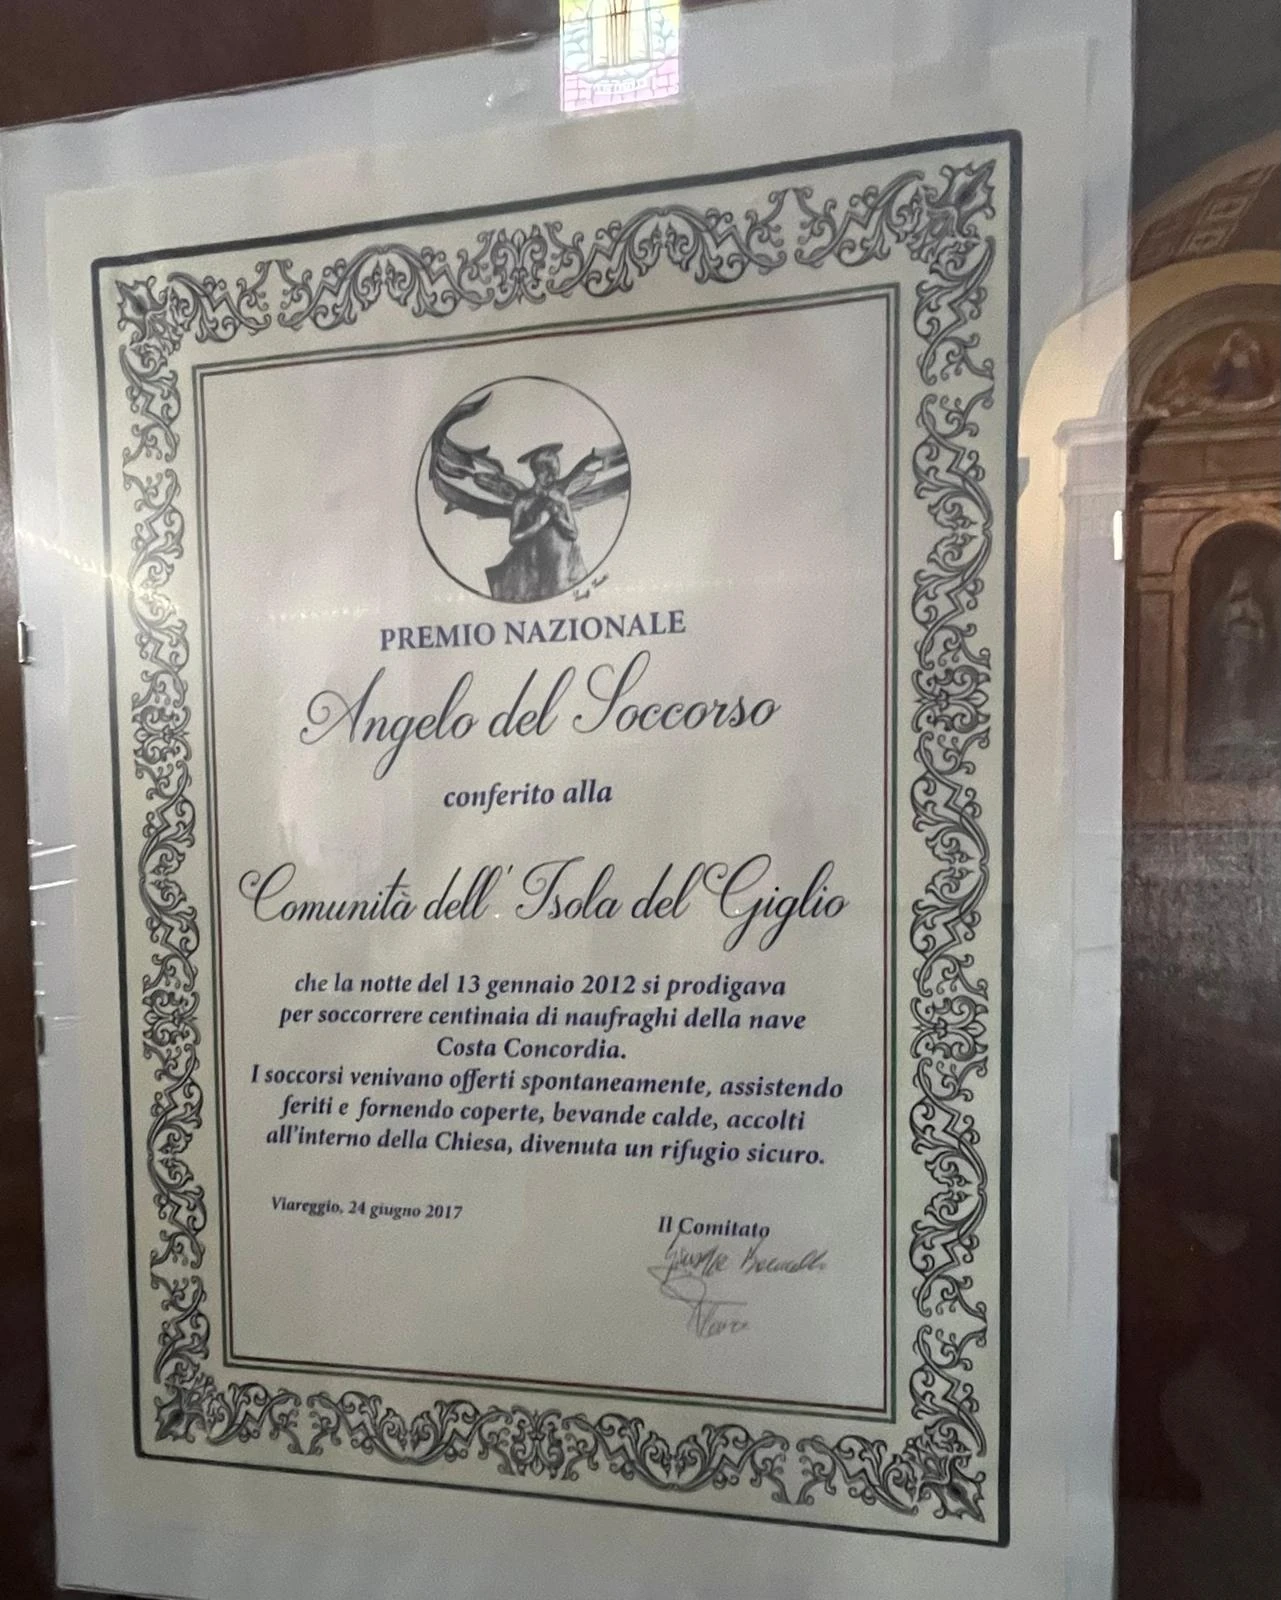 PREMIO NAZIONALE
Angelo del Soccorso
conferito alla
Comunità dell' Isola del Giglio
che la notte del 13 gennaio 2012 si prodigava
per soccorrere centinaia di naufraghi della nave
Costa Concordia.
I soccorsi venivano offerti spontaneamente, assistendo
feriti e fornendo coperte, bevande calde, accolti
all'interno della Chiesa, divenuta un rifugio sicuro.
Viareggio, 24 giugno 2017
Il Comitato